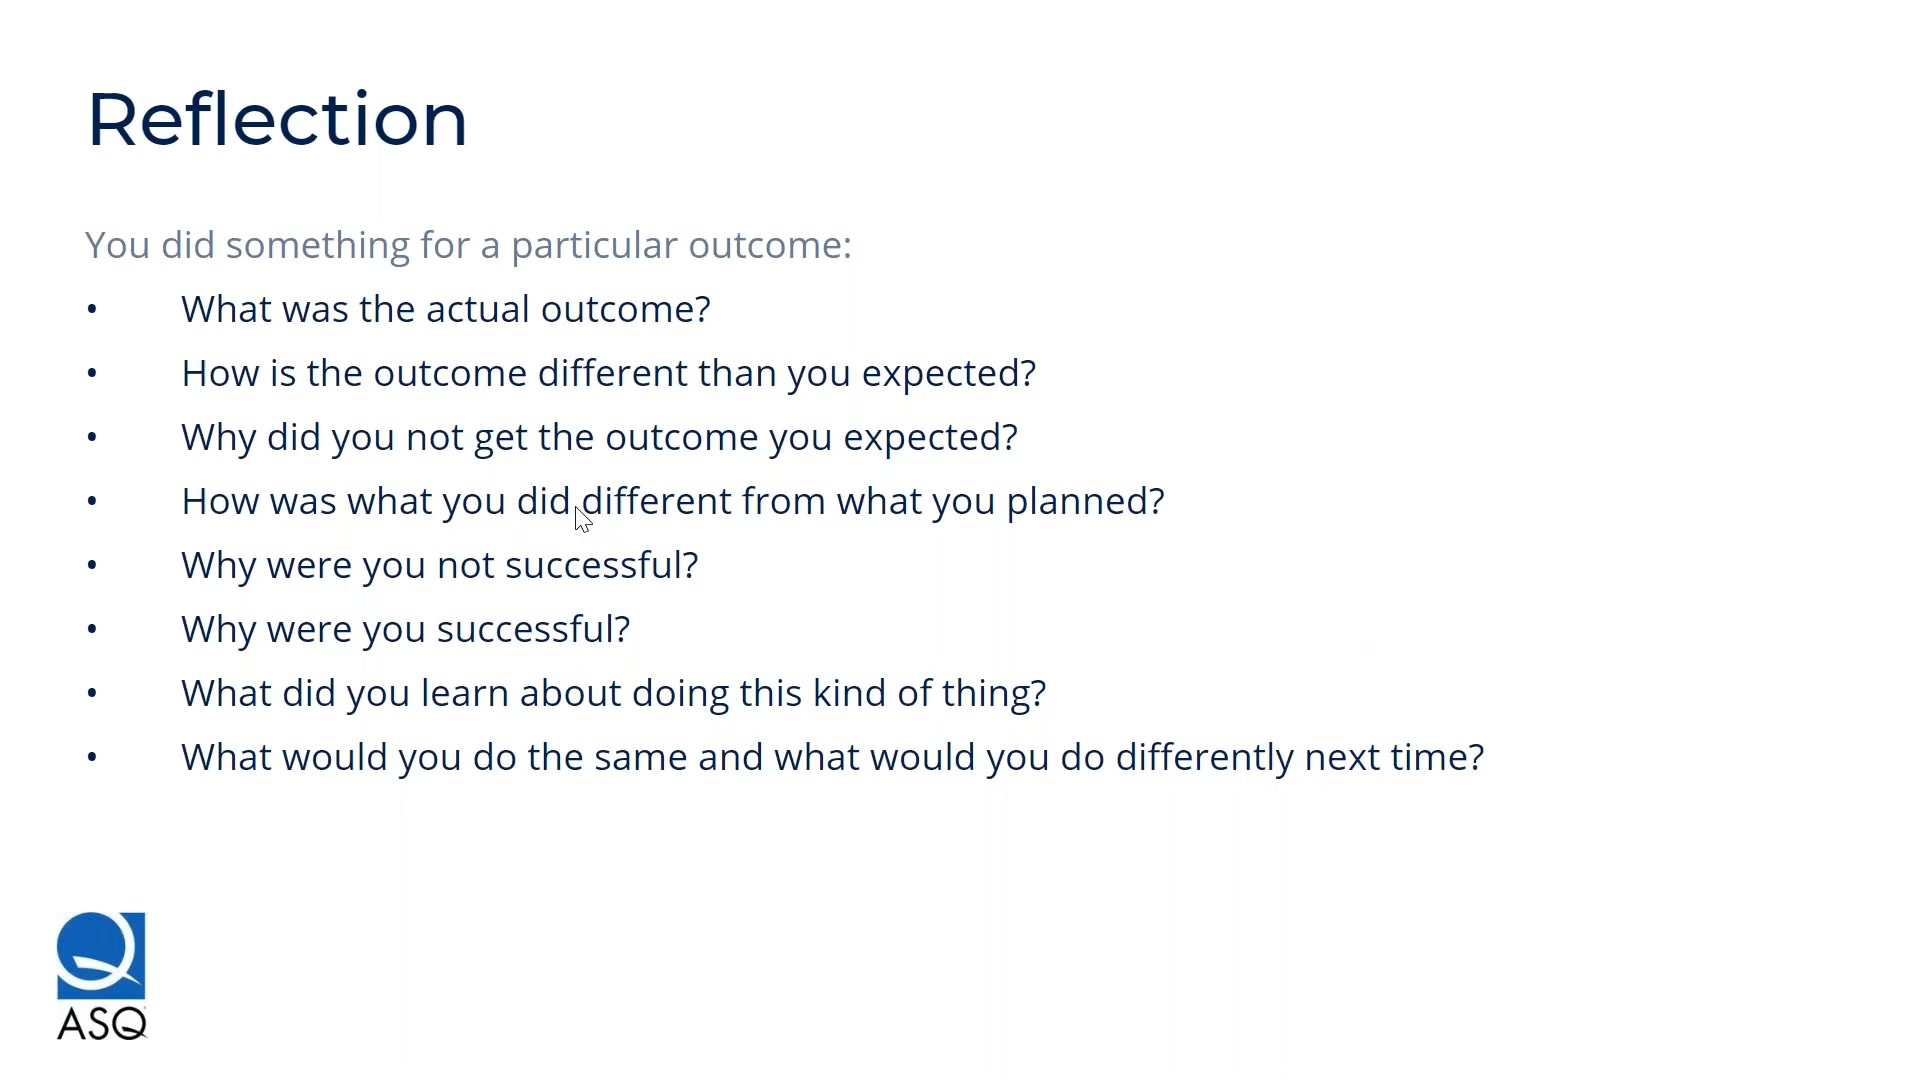 Reflection
You did something for a particular outcome:
• What was the actual outcome?
• How is the outcome different than you expected?
• Why did you not get the outcome you expected?
• How was what you did different from what you planned?
• Why were you not successful?
• Why were you successful?
• What did you learn about doing this kind of thing?
• What would you do the same and what would you do differently next time?
ASQ